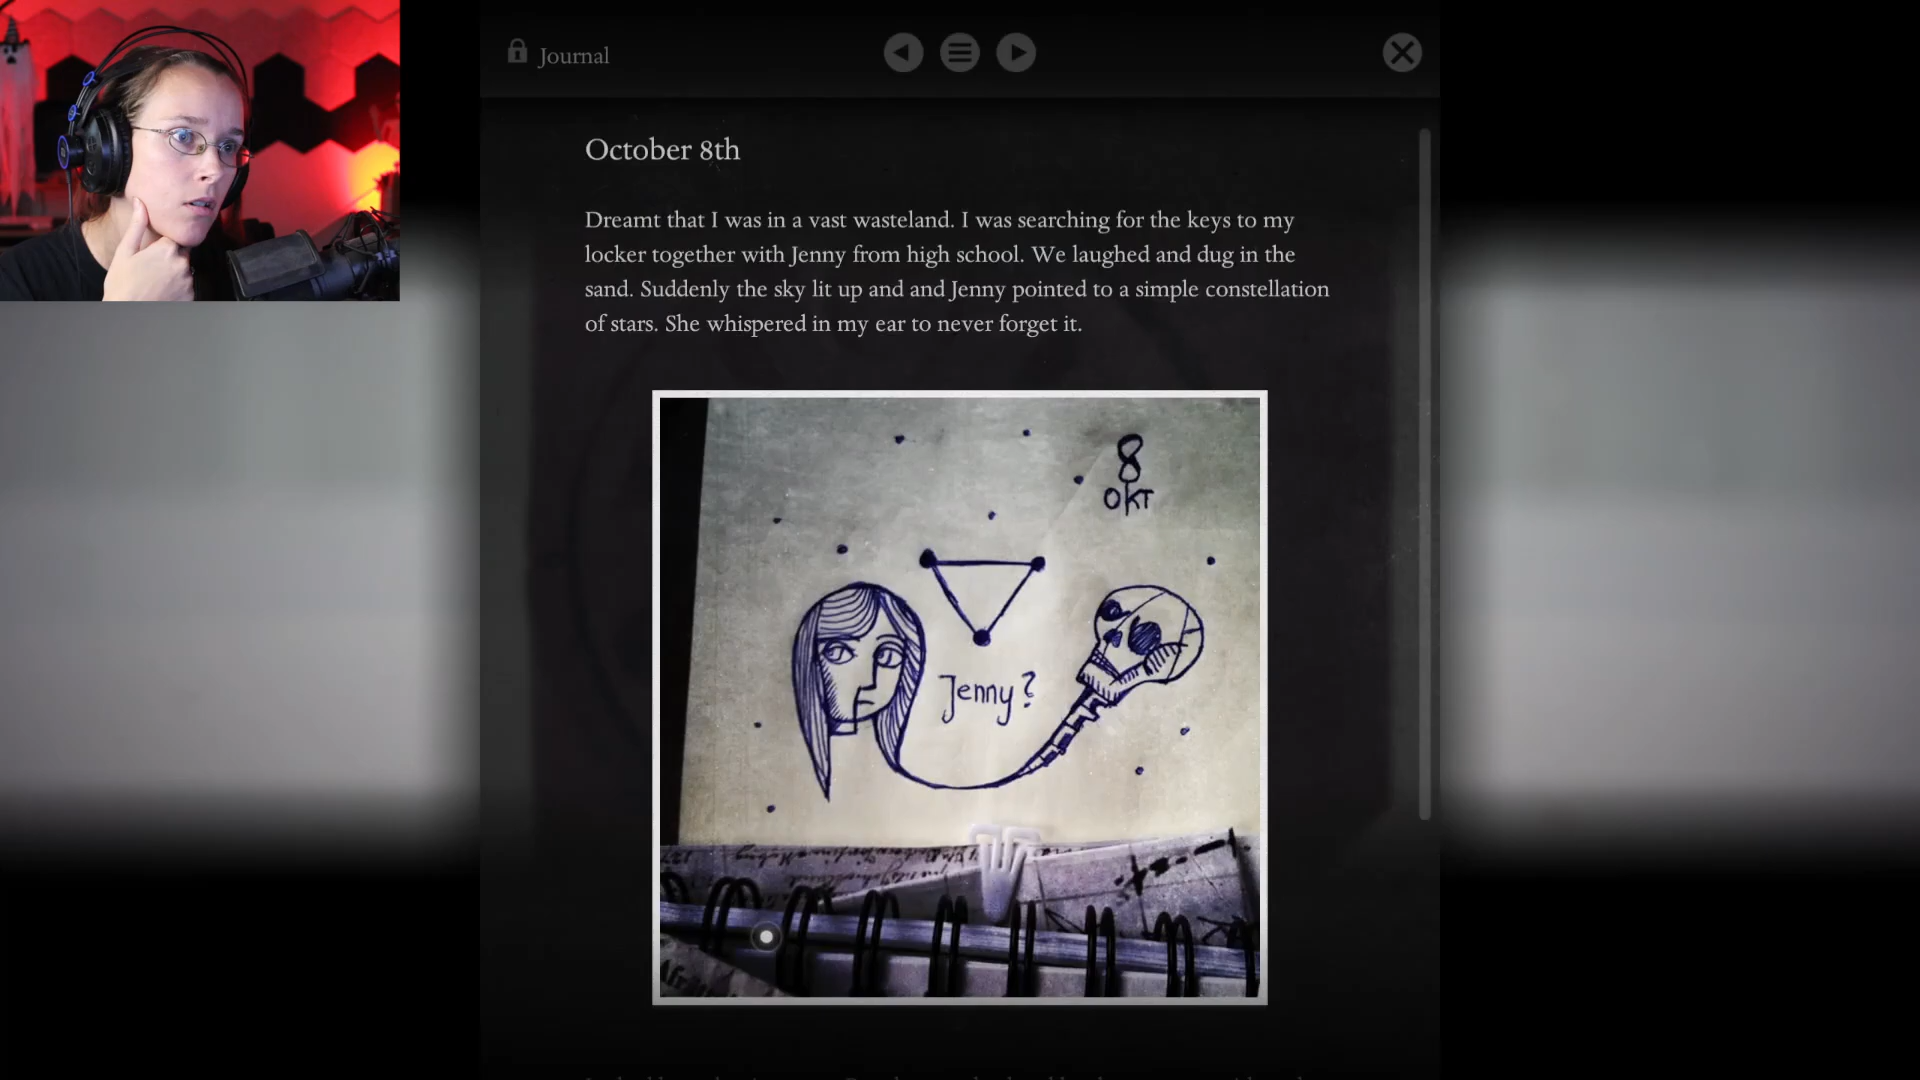 Journal
October 8th
Dreamt that I was in a vast wasteland. I was searching for the keys to my
locker together with Jenny from high school. We laughed and dug in the
sand. Suddenly the sky lit up and and Jenny pointed to a simple constellation
of stars. She whispered in my ear to never forget it.
8
OKT
Jenny?